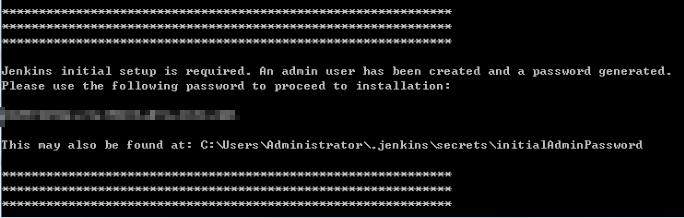 *************************************************************
*************************************************************
*************************************************************
Jenkins initial setup is required. An admin user has been created and a password generated.
Please use the following password to proceed to installation:
This may also be found at: C:\Users\Administrator\.jenkins\secrets\initialAdminPassword
*************************************************************
*************************************************************
*************************************************************